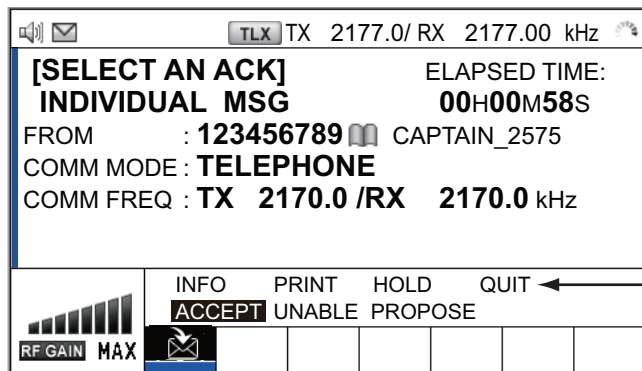 TLX TX 2177.0/ RX 2177.00 kHz
[SELECT AN ACK] ELAPSED TIME:
INDIVIDUAL MSG 00H00M58S
FROM : 123456789 CAPTAIN_2575
COMM MODE : TELEPHONE
COMM FREQ : TX 2170.0 /RX 2170.0 kHz
INFO PRINT HOLD QUIT
ACCEPT UNABLE PROPOSE
RF GAIN MAX